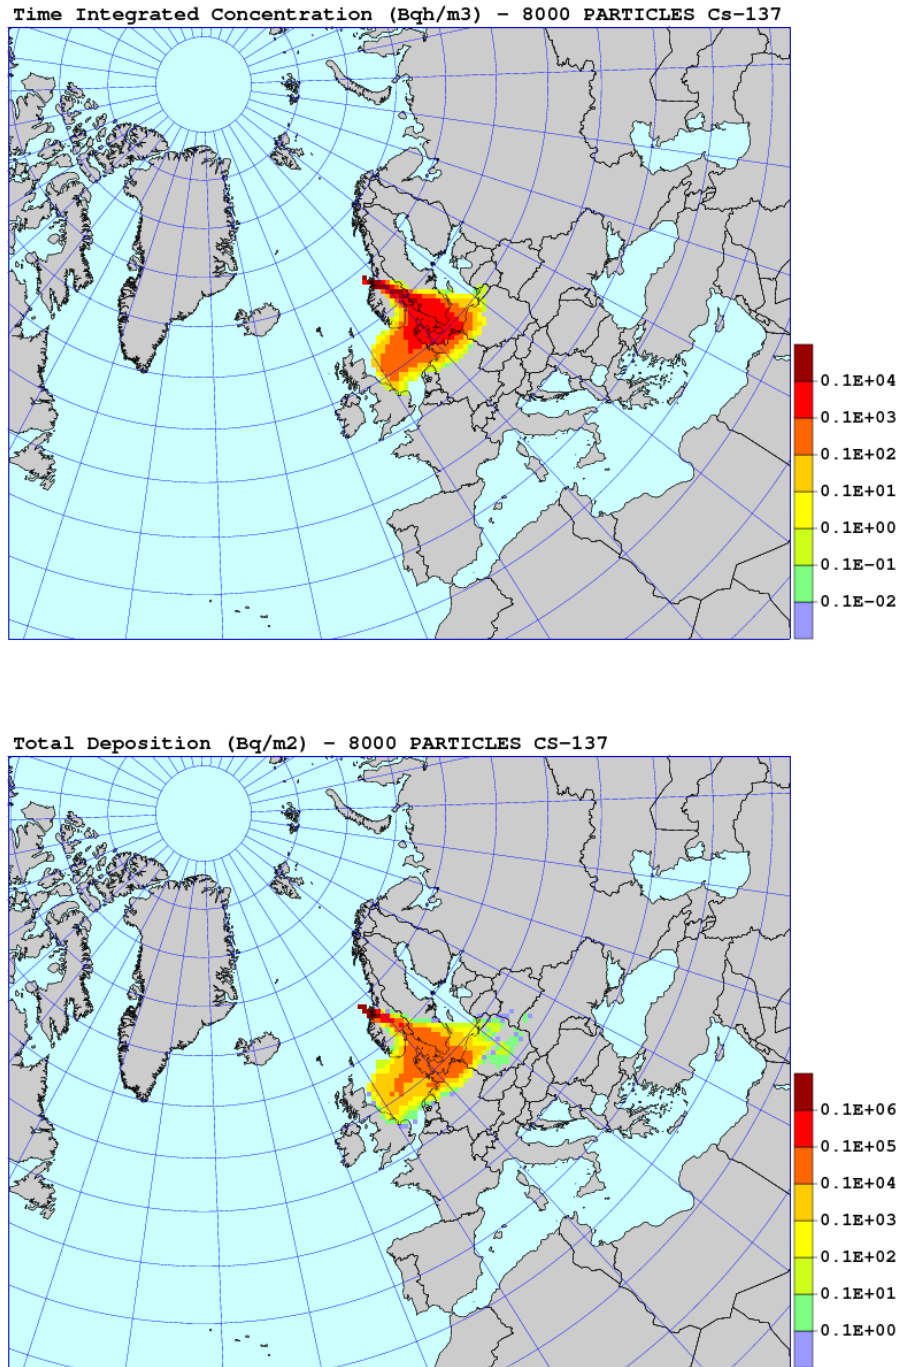 Time Integrated Concentration (Bqh/m3) – 8000 PARTICLES Cs–137
0.1E+04
0.1E+03
0.1E+02
0.1E+01
0.1E+00
0.1E–01
0.1E–02
Total Deposition (Bq/m2) – 8000 PARTICLES CS–137
0.1E+06
0.1E+05
0.1E+04
0.1E+03
0.1E+02
0.1E+01
0.1E+00